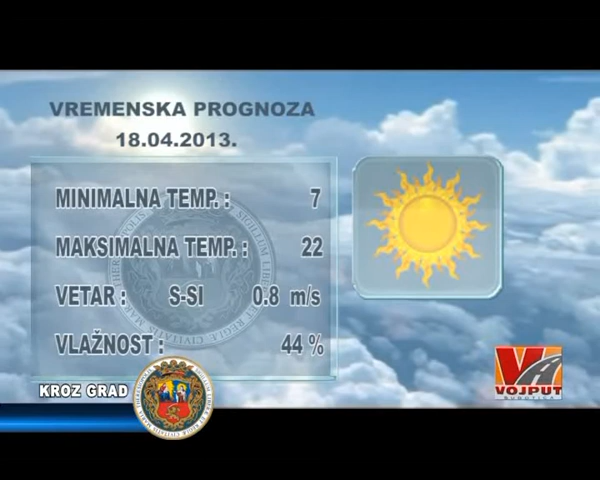 VREMENSKA PROGNOZA
18.04.2013.
MINIMALNA TEMP. : 7
MAKSIMALNA TEMP. : 22
VETAR : S-SI 0.8 m/s
VLAŽNOST : 44 %
KROZ GRAD
VOJPUT
SUBOTICA